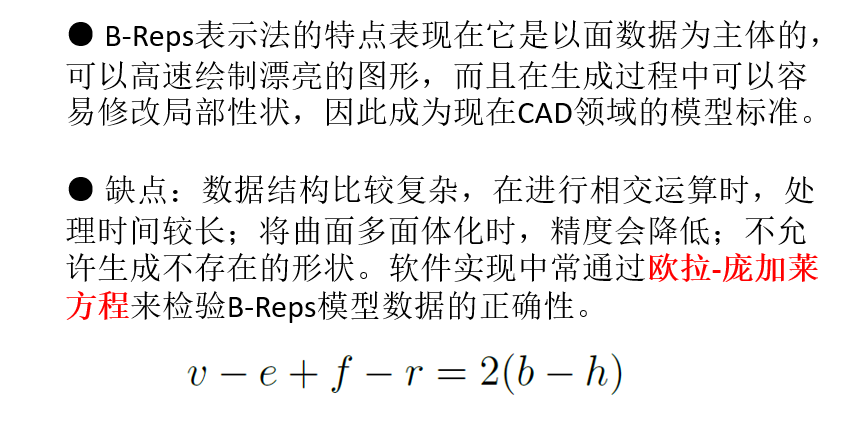 ● B-Reps表示法的特点表现在它是以面数据为主体的，
可以高速绘制漂亮的图形，而且在生成过程中可以容
易修改局部性状，因此成为现在CAD领域的模型标准。
● 缺点：数据结构比较复杂，在进行相交运算时，处
理时间较长；将曲面多面体化时，精度会降低；不允
许生成不存在的形状。软件实现中常通过欧拉-庞加莱
方程来检验B-Reps模型数据的正确性。
v − e + f − r = 2(b − h)